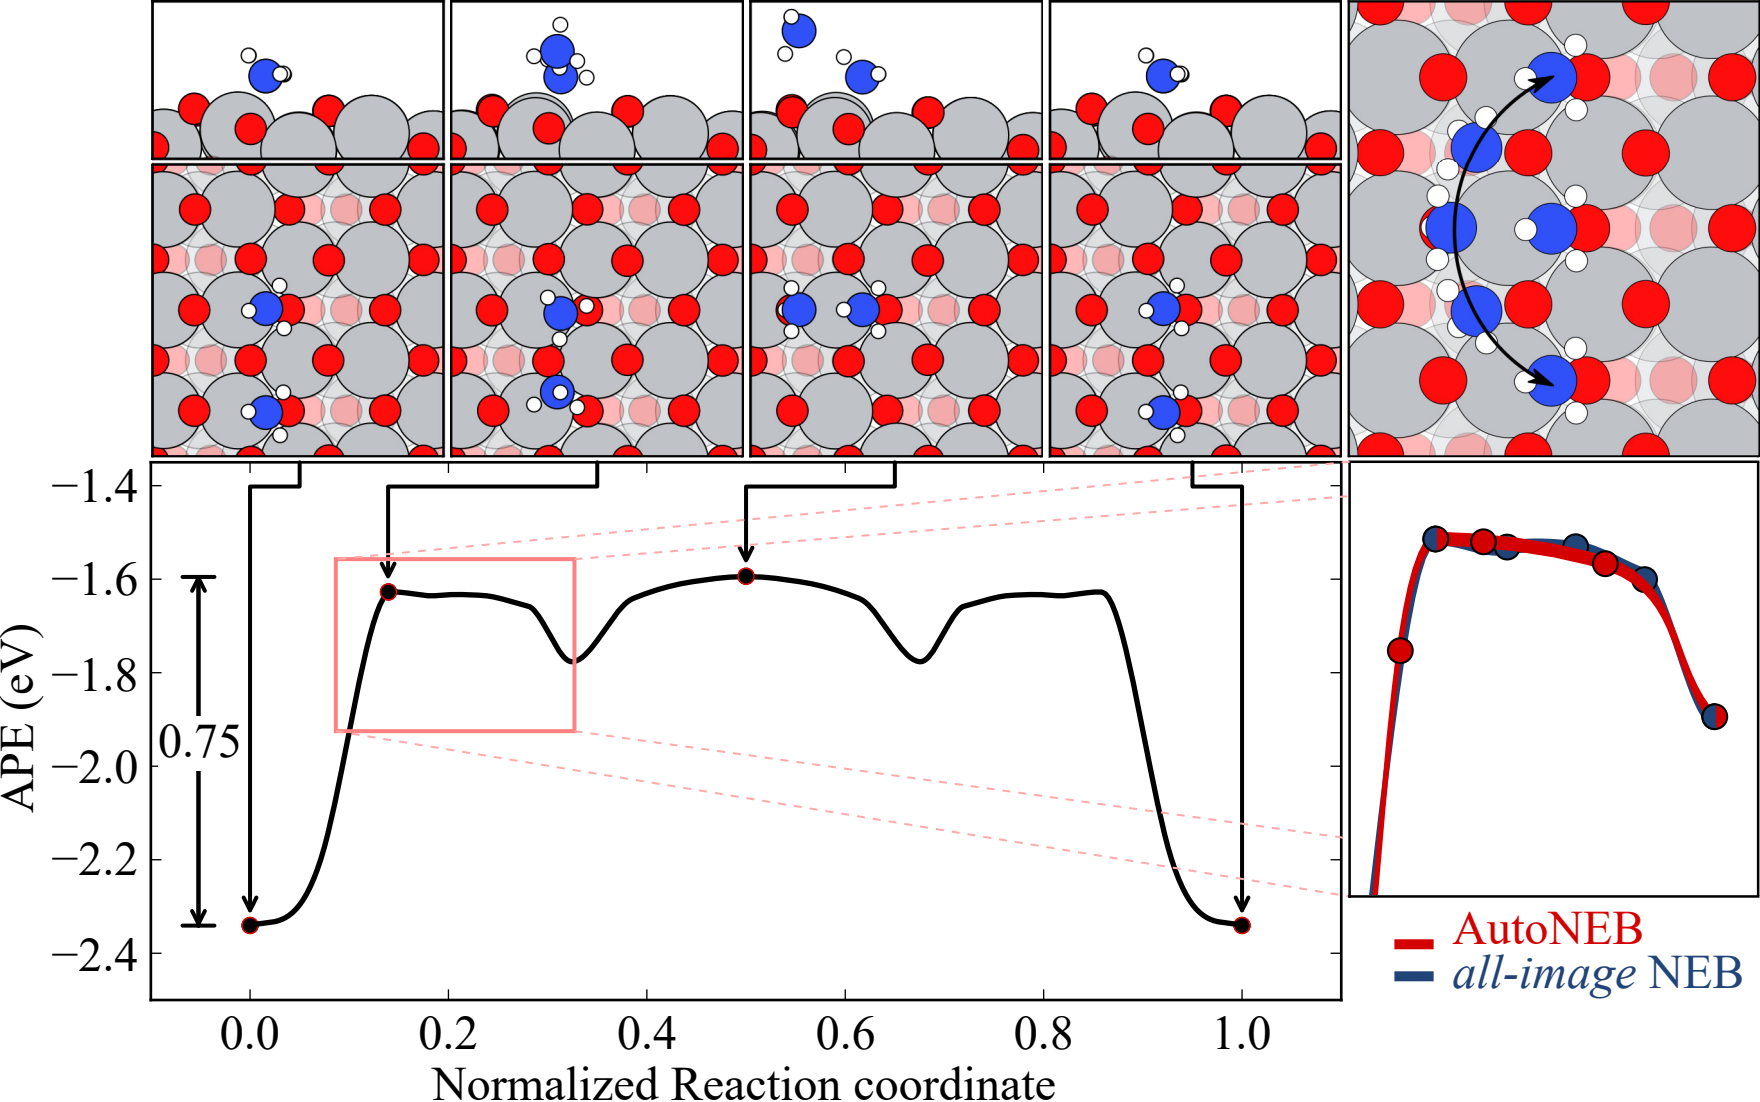 −1.4
−1.6
−1.8
−2.0
−2.2
−2.4
APE (eV)
0.75
0.0 0.2 0.4 0.6 0.8 1.0
Normalized Reaction coordinate
AutoNEB
all-image NEB